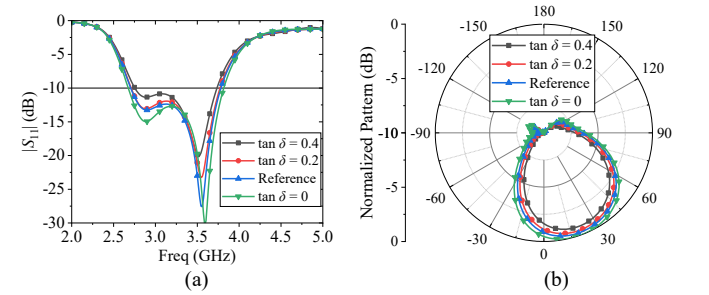 0
-5
-10
-15
-20
-25
-30
|S₁₁| (dB)
2.0 2.5 3.0 3.5 4.0 4.5 5.0
Freq (GHz)
tan δ = 0.4
tan δ = 0.2
Reference
tan δ = 0
(a)
0
-5
-10
-5
0
Normalized Pattern (dB)
180
-150 150
-120 120
-90 90
-60 60
-30 30
0
tan δ = 0.4
tan δ = 0.2
Reference
tan δ = 0
(b)